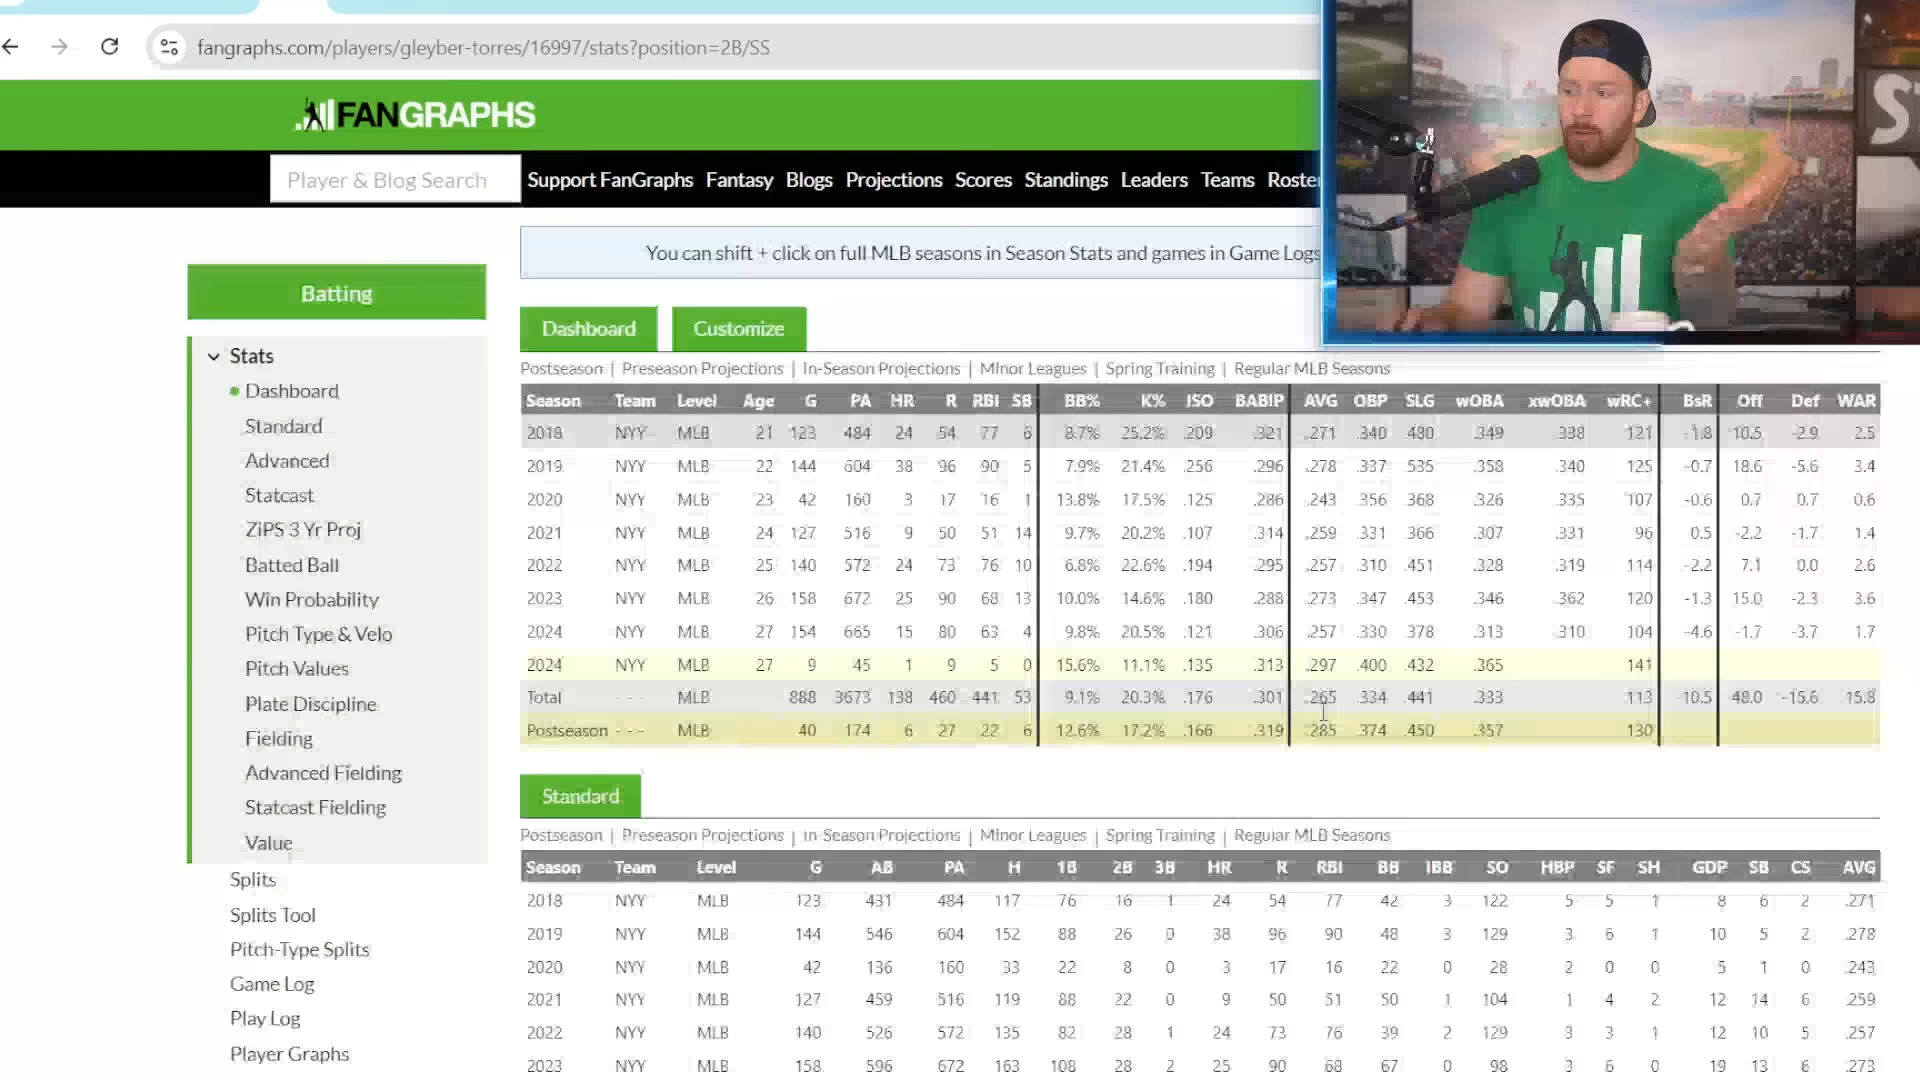 fangraphs.com/players/gleyber-torres/16997/stats?position=2B/SS
FANGRAPHS
Player & Blog Search Support FanGraphs Fantasy Blogs Projections Scores Standings Leaders Teams Roster
You can shift + click on full MLB seasons in Season Stats and games in Game Logs
Batting
Stats
Dashboard
Standard
Advanced
Statcast
ZiPS 3 Yr Proj
Batted Ball
Win Probability
Pitch Type & Velo
Pitch Values
Plate Discipline
Fielding
Advanced Fielding
Statcast Fielding
Value
Splits
Splits Tool
Pitch-Type Splits
Game Log
Play Log
Player Graphs
Dashboard Customize
Postseason | Preseason Projections | In-Season Projections | Minor Leagues | Spring Training | Regular MLB Seasons
Season Team Level Age G PA HR R RBI SB BB% K% ISO BABIP AVG OBP SLG wOBA xwOBA wRC+ BsR Off Def WAR
2018 NYY MLB 21 123 484 24 54 77 6 8.7% 25.2% .209 .321 .271 .340 .480 .349 .338 121 -1.8 10.5 -2.9 2.5
2019 NYY MLB 22 144 604 38 96 90 5 7.9% 21.4% .256 .296 .278 .337 .535 .358 .340 125 -0.7 18.6 -5.6 3.4
2020 NYY MLB 23 42 160 3 17 16 1 13.8% 17.5% .125 .286 .243 .356 .368 .326 .335 107 -0.6 0.7 0.7 0.6
2021 NYY MLB 24 127 516 9 50 51 14 9.7% 20.2% .107 .314 .259 .331 .366 .307 .331 96 0.5 -2.2 -1.7 1.4
2022 NYY MLB 25 140 572 24 73 76 10 6.8% 22.6% .194 .295 .257 .310 .451 .328 .319 114 -2.2 7.1 0.0 2.6
2023 NYY MLB 26 158 672 25 90 68 13 10.0% 14.6% .180 .288 .273 .347 .453 .346 .362 120 -1.3 15.0 -2.3 3.6
2024 NYY MLB 27 154 665 15 80 63 4 9.8% 20.5% .121 .306 .257 .330 .378 .313 .310 104 -4.6 -1.7 -3.7 1.7
2024 NYY MLB 27 9 45 1 9 5 0 15.6% 11.1% .135 .313 .297 .400 .432 .365 141
Total - - - MLB 888 3673 138 460 441 53 9.1% 20.3% .176 .301 .265 .334 .441 .333 113 -10.5 48.0 -15.6 15.8
Postseason - - - MLB 40 174 6 27 22 6 12.6% 17.2% .166 .319 .285 .374 .450 .357 130
Standard
Postseason | Preseason Projections | In-Season Projections | Minor Leagues | Spring Training | Regular MLB Seasons
Season Team Level G AB PA H 1B 2B 3B HR R RBI BB IBB SO HBP SF SH GDP SB CS AVG
2018 NYY MLB 123 431 484 117 76 16 1 24 54 77 42 3 122 5 5 1 8 6 2 .271
2019 NYY MLB 144 546 604 152 88 26 0 38 96 90 48 3 129 3 6 1 10 5 2 .278
2020 NYY MLB 42 136 160 33 22 8 0 3 17 16 22 0 28 2 0 0 5 1 0 .243
2021 NYY MLB 127 459 516 119 88 22 0 9 50 51 50 1 104 1 4 2 12 14 6 .259
2022 NYY MLB 140 526 572 135 82 28 1 24 73 76 39 2 129 3 3 1 12 10 5 .257
2023 NYY MLB 158 596 672 163 108 28 2 25 90 68 67 0 98 3 6 0 19 13 6 .273